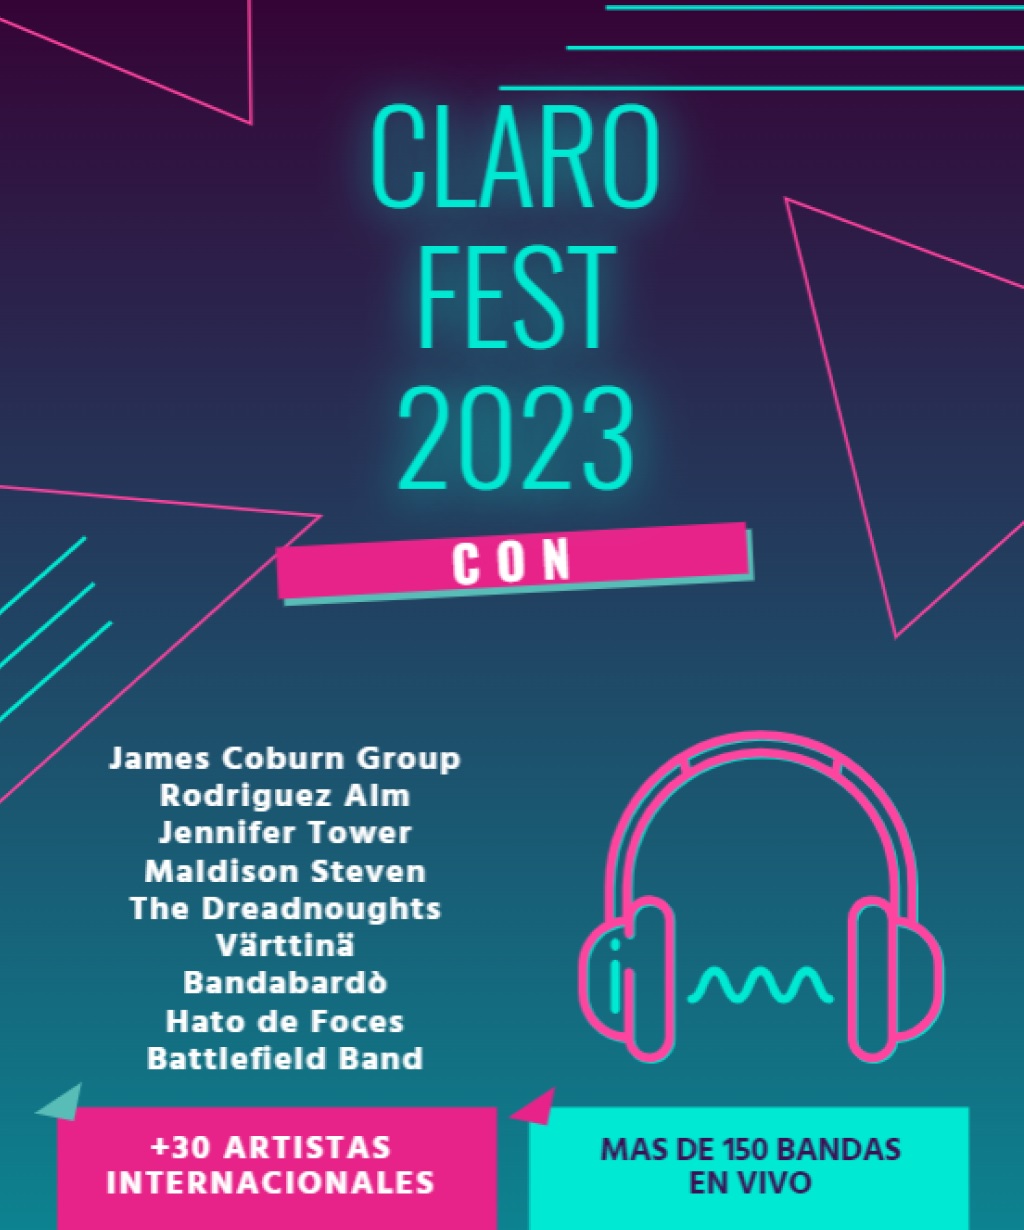 CLARO
FEST
2023
CON
James Coburn Group
Rodriguez Alm
Jennifer Tower
Maldison Steven
The Dreadnoughts
Värttinä
Bandabardò
Hato de Foces
Battlefield Band
+30 ARTISTAS
INTERNACIONALES
MAS DE 150 BANDAS
EN VIVO